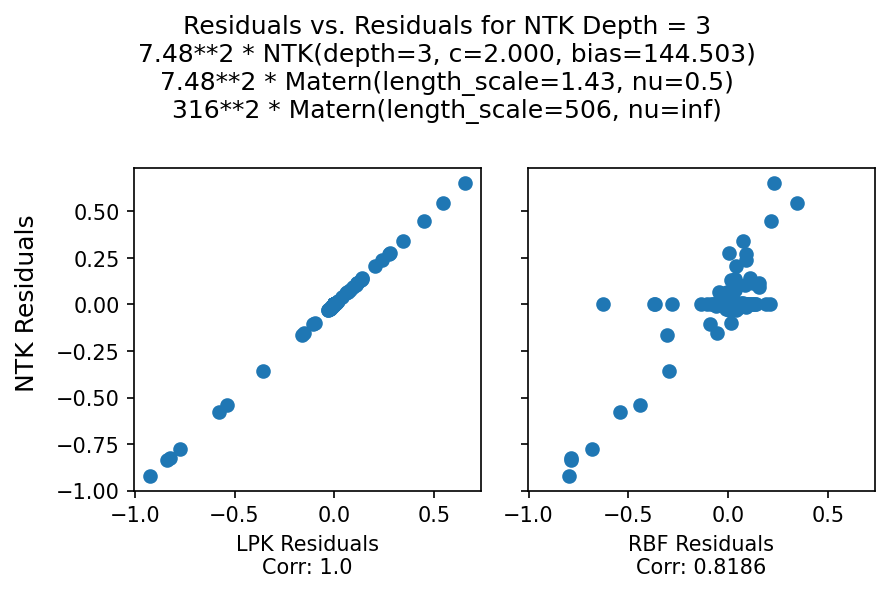 Residuals vs. Residuals for NTK Depth = 3
7.48**2 * NTK(depth=3, c=2.000, bias=144.503)
7.48**2 * Matern(length_scale=1.43, nu=0.5)
316**2 * Matern(length_scale=506, nu=inf)
NTK Residuals
0.50
0.25
0.00
−0.25
−0.50
−0.75
−1.00
−1.0
−0.5
0.0
0.5
LPK Residuals
Corr: 1.0
−1.0
−0.5
0.0
0.5
RBF Residuals
Corr: 0.8186